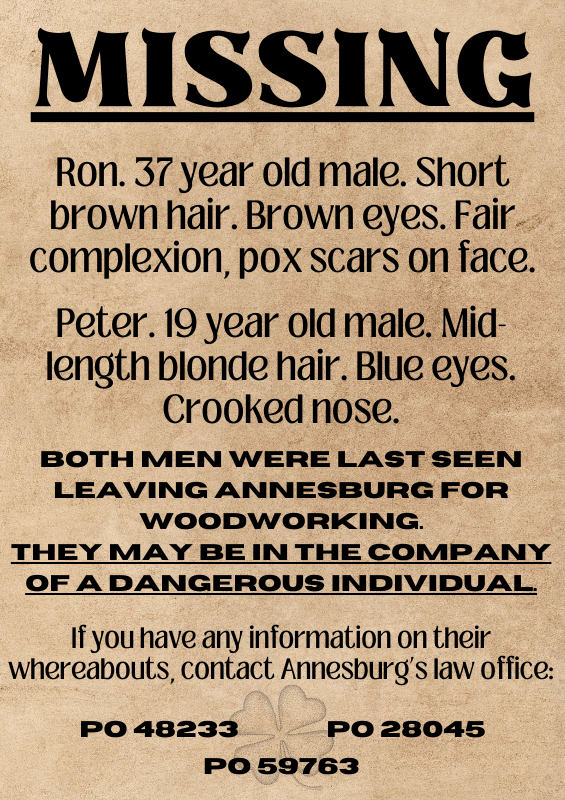 MISSING
Ron. 37 year old male. Short
brown hair. Brown eyes. Fair
complexion, pox scars on face.
Peter. 19 year old male. Mid-
length blonde hair. Blue eyes.
Crooked nose.
BOTH MEN WERE LAST SEEN
LEAVING ANNESBURG FOR
WOODWORKING.
THEY MAY BE IN THE COMPANY
OF A DANGEROUS INDIVIDUAL.
If you have any information on their
whereabouts, contact Annesburg's law office:
PO 48233 PO 28045
PO 59763